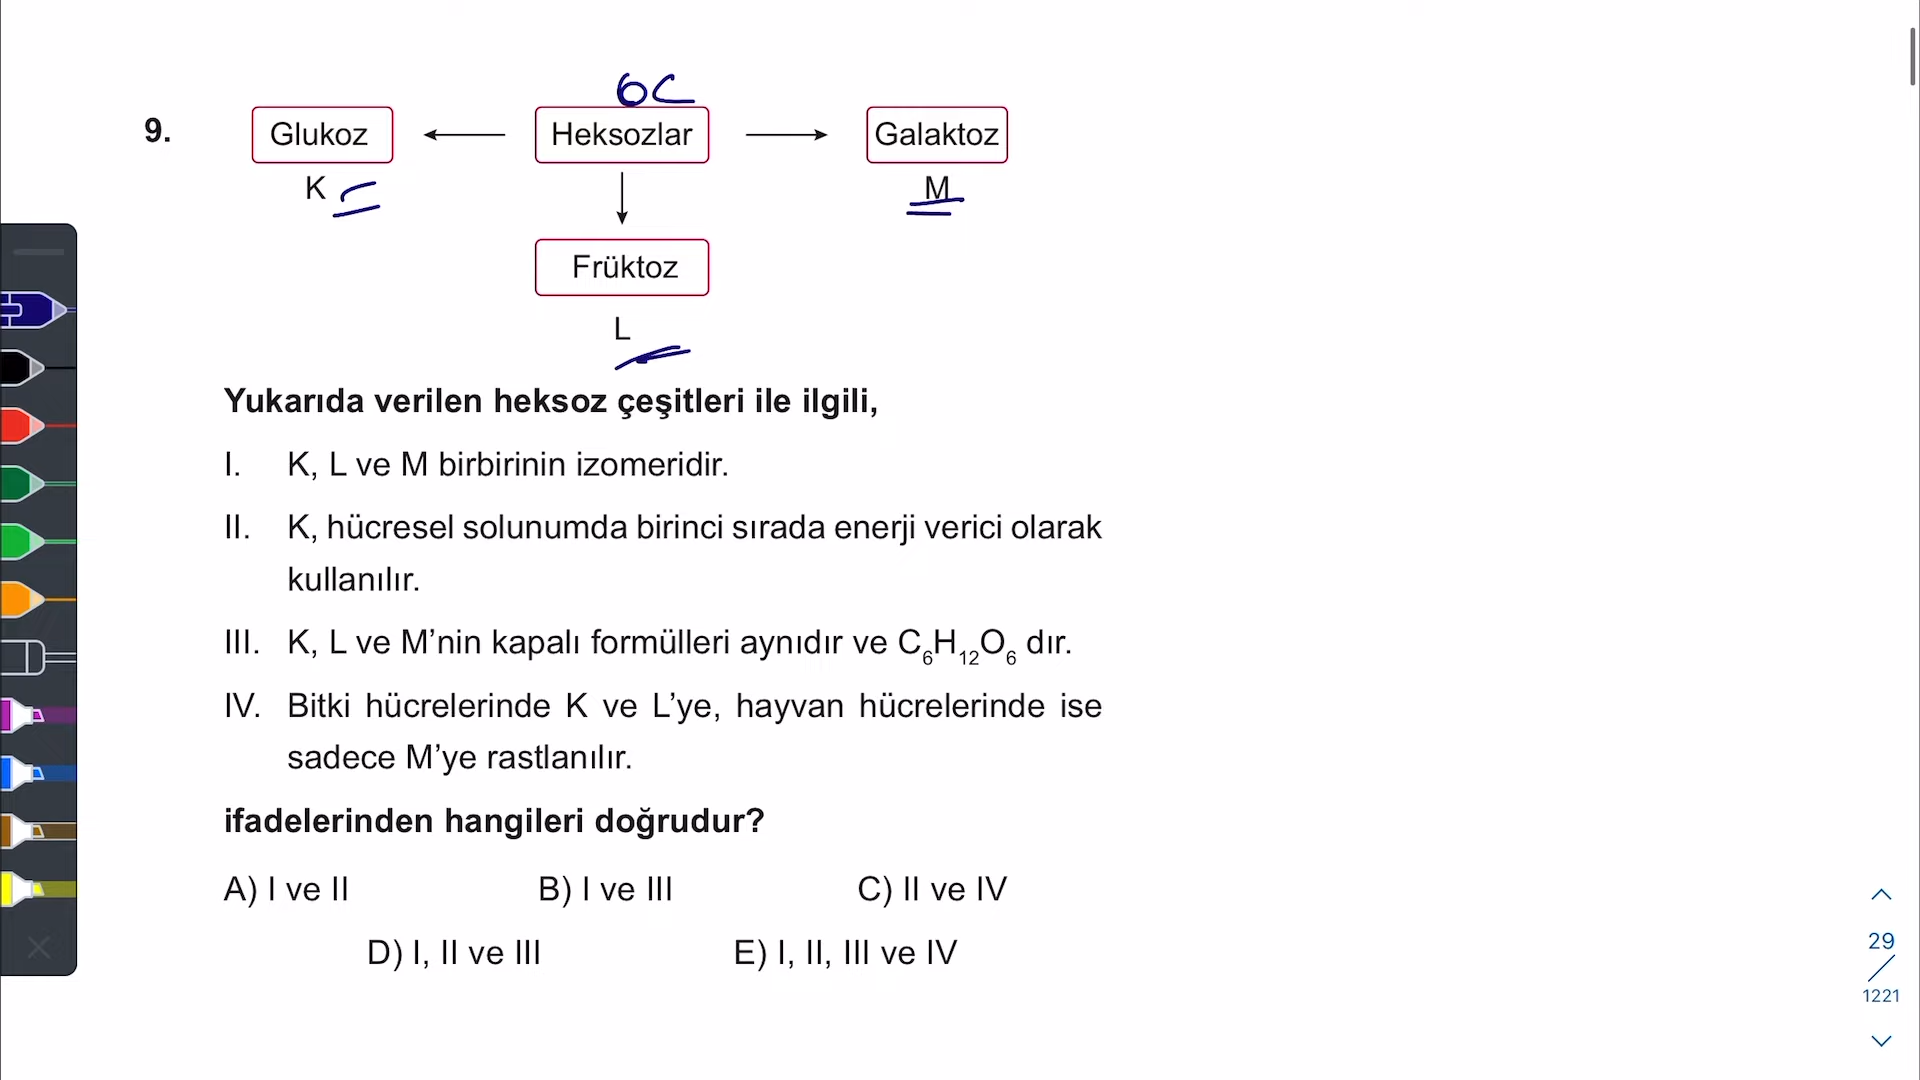 6C
9. Glukoz Heksozlar Galaktoz
K M
Früktoz
L
Yukarıda verilen heksoz çeşitleri ile ilgili,
I. K, L ve M birbirinin izomeridir.
II. K, hücresel solunumda birinci sırada enerji verici olarak
kullanılır.
III. K, L ve M’nin kapalı formülleri aynıdır ve C₆H₁₂O₆ dır.
IV. Bitki hücrelerinde K ve L’ye, hayvan hücrelerinde ise
sadece M’ye rastlanılır.
ifadelerinden hangileri doğrudur?
A) I ve II B) I ve III C) II ve IV
D) I, II ve III E) I, II, III ve IV
29
1221